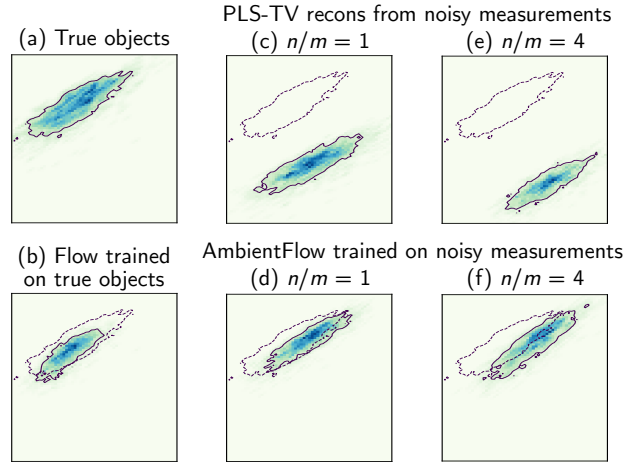 PLS-TV recons from noisy measurements
(a) True objects
(c) n/m = 1
(e) n/m = 4
AmbientFlow trained on noisy measurements
(b) Flow trained
on true objects
(d) n/m = 1
(f) n/m = 4